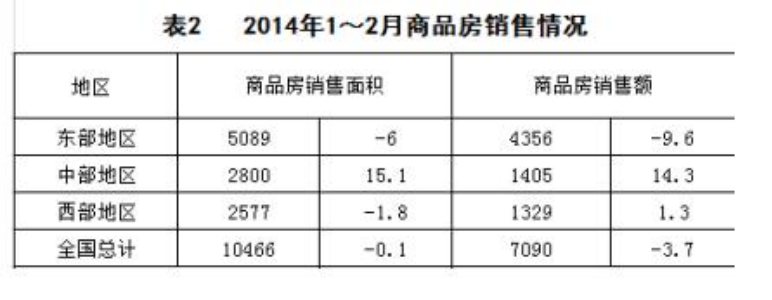 表2 2014年1～2月商品房销售情况
地区 商品房销售面积 商品房销售额
东部地区 5089 -6 4356 -9.6
中部地区 2800 15.1 1405 14.3
西部地区 2577 -1.8 1329 1.3
全国总计 10466 -0.1 7090 -3.7